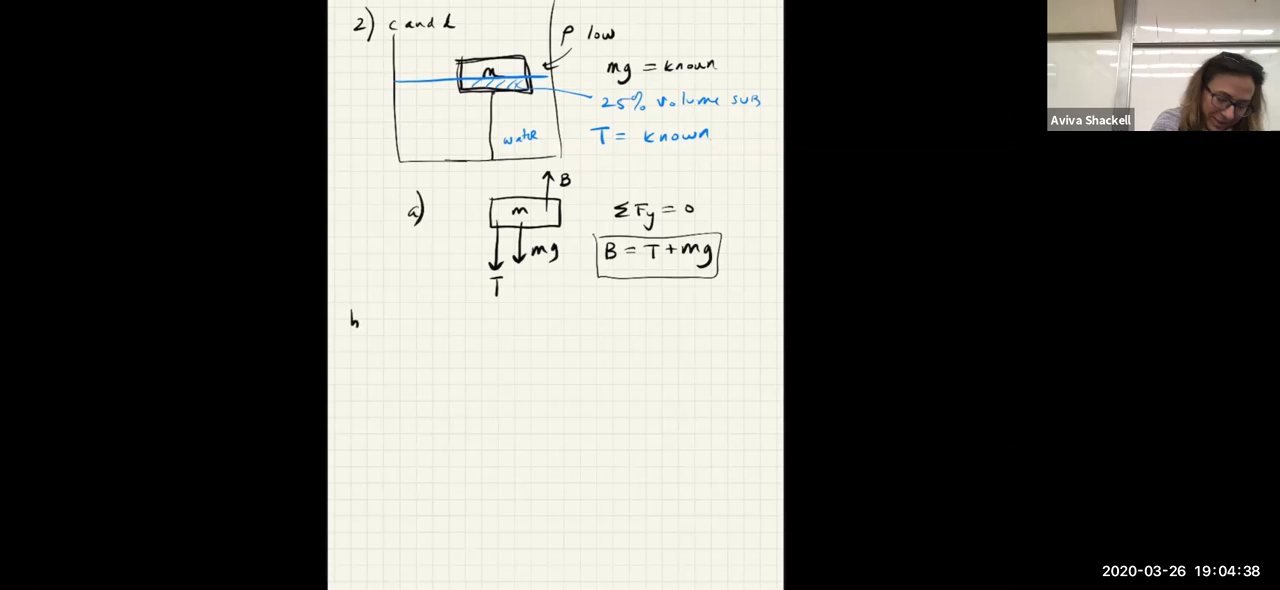 2) c and d
ρ low
m
mg = known
25% volume sub
water
T = known
Aviva Shackell
a)
B
m
mg
T
ΣFy = 0
B = T + mg
h
2020-03-26 19:04:38